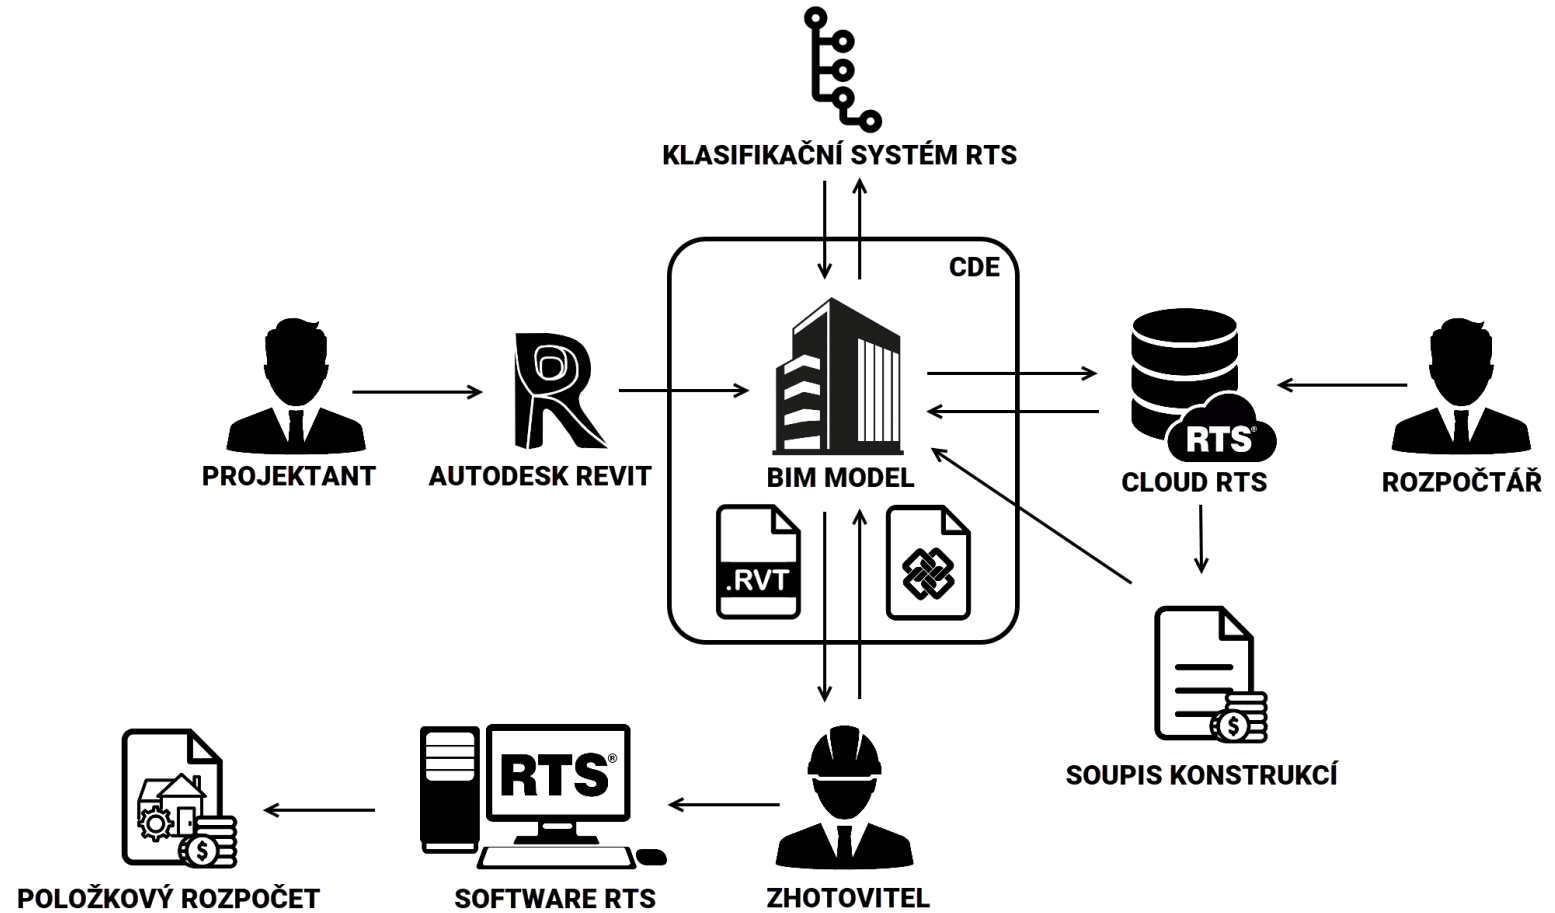 KLASIFIKAČNÍ SYSTÉM RTS
CDE
PROJEKTANT
AUTODESK REVIT
BIM MODEL
RTS®
CLOUD RTS
ROZPOČTÁŘ
.RVT
SOUPIS KONSTRUKCÍ
RTS®
POLOŽKOVÝ ROZPOČET
SOFTWARE RTS
ZHOTOVITEL